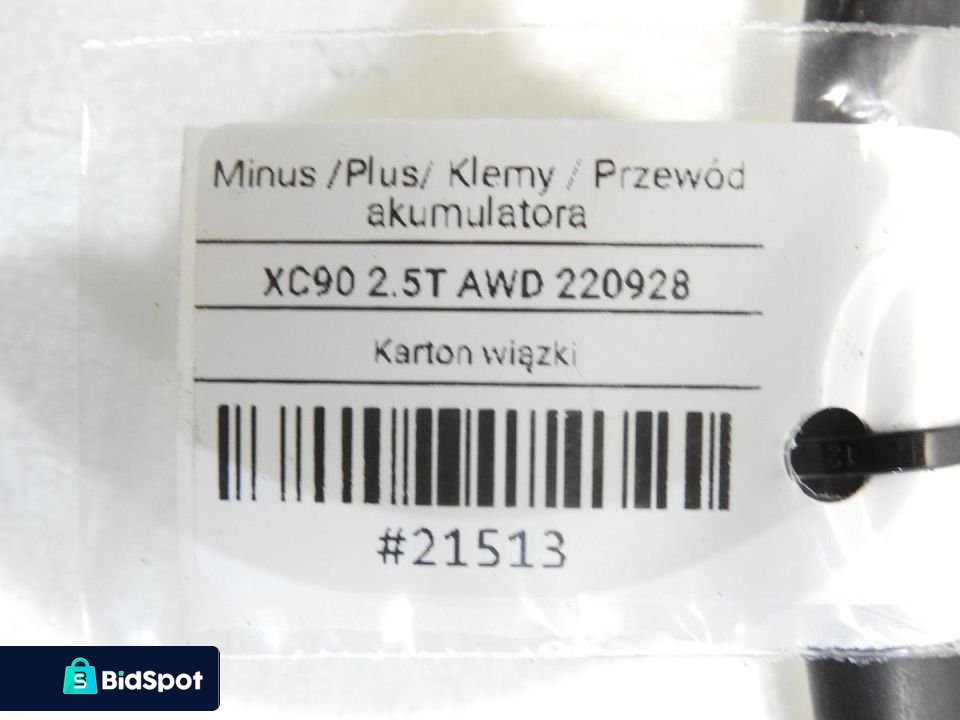 Minus /Plus/ Klemy / Przewód
akumulatora
XC90 2.5T AWD 220928
Karton wiązki
#21513
BidSpot